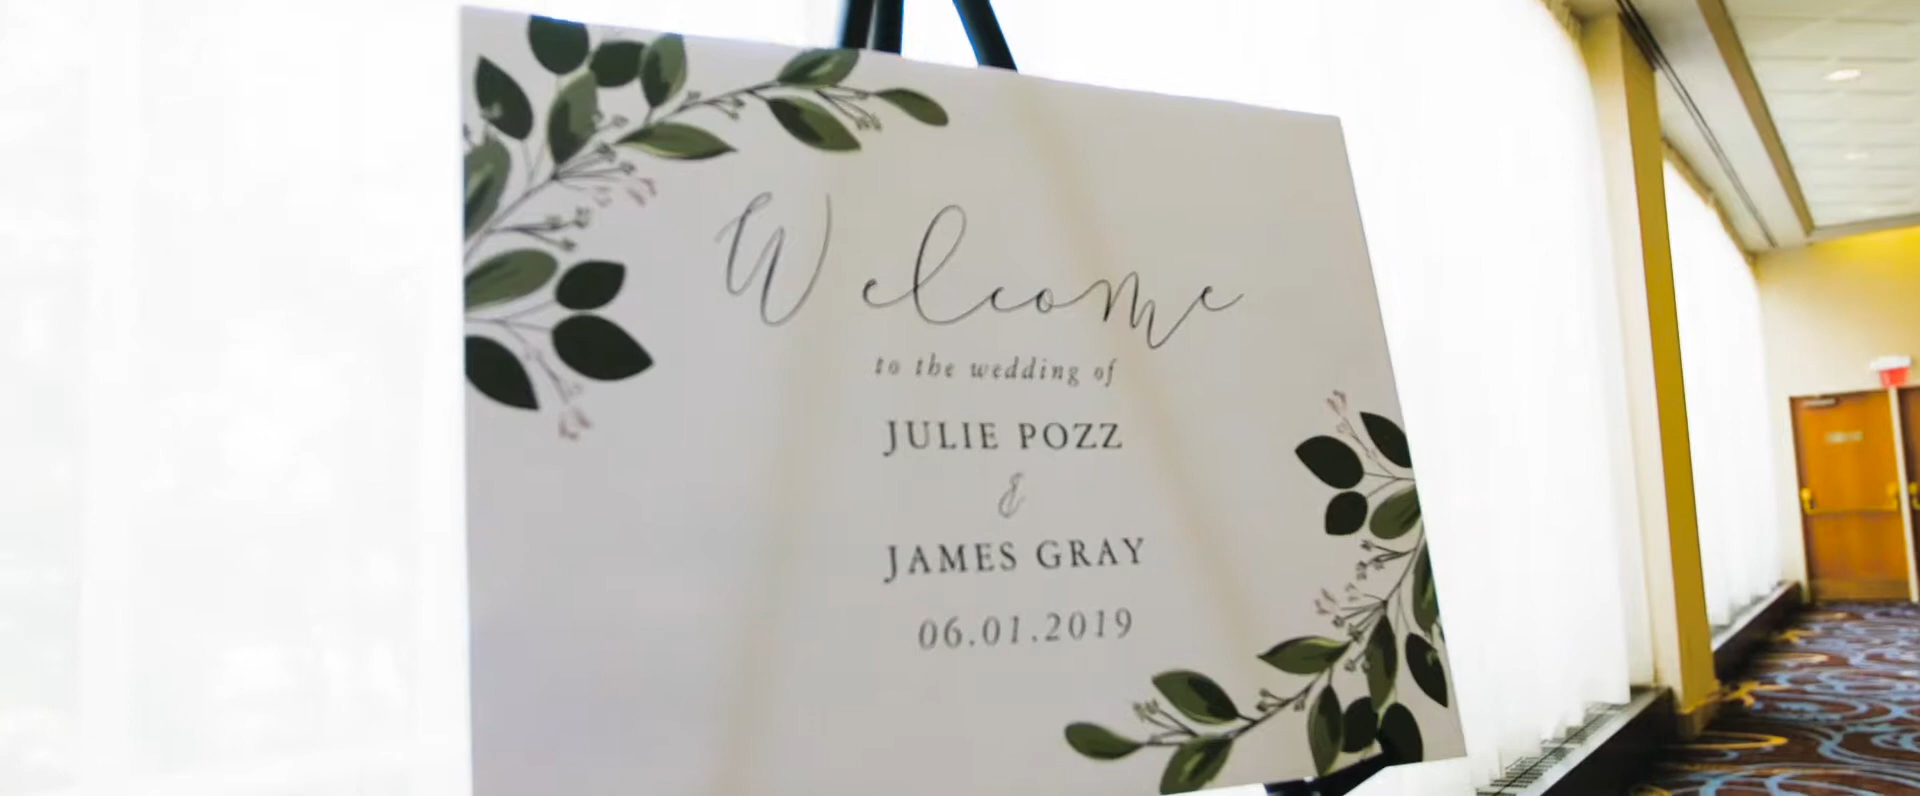 Welcome
to the wedding of
JULIE POZZ
&
JAMES GRAY
06.01.2019